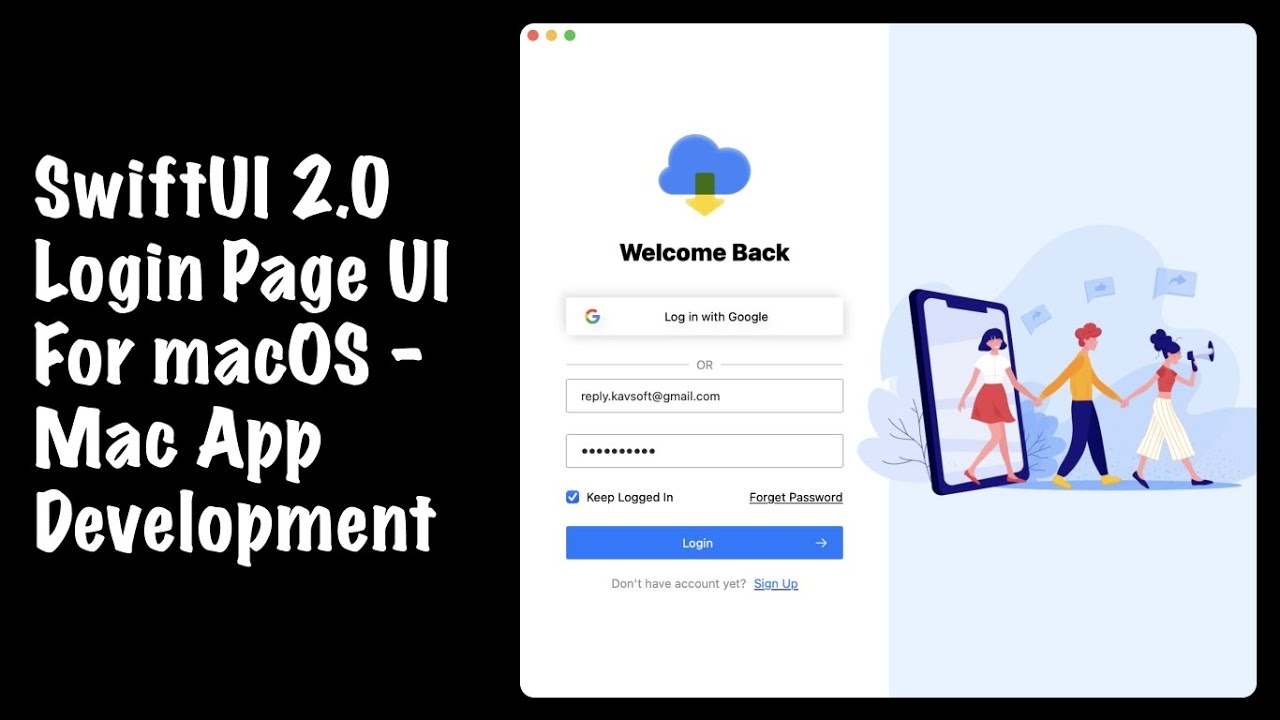 SwiftUI 2.0
Login Page UI
For macOS -
Mac App
Development
Welcome Back
Log in with Google
OR
reply.kavsoft@gmail.com
••••••••••
Keep Logged In
Forget Password
Login
Don't have account yet? Sign Up